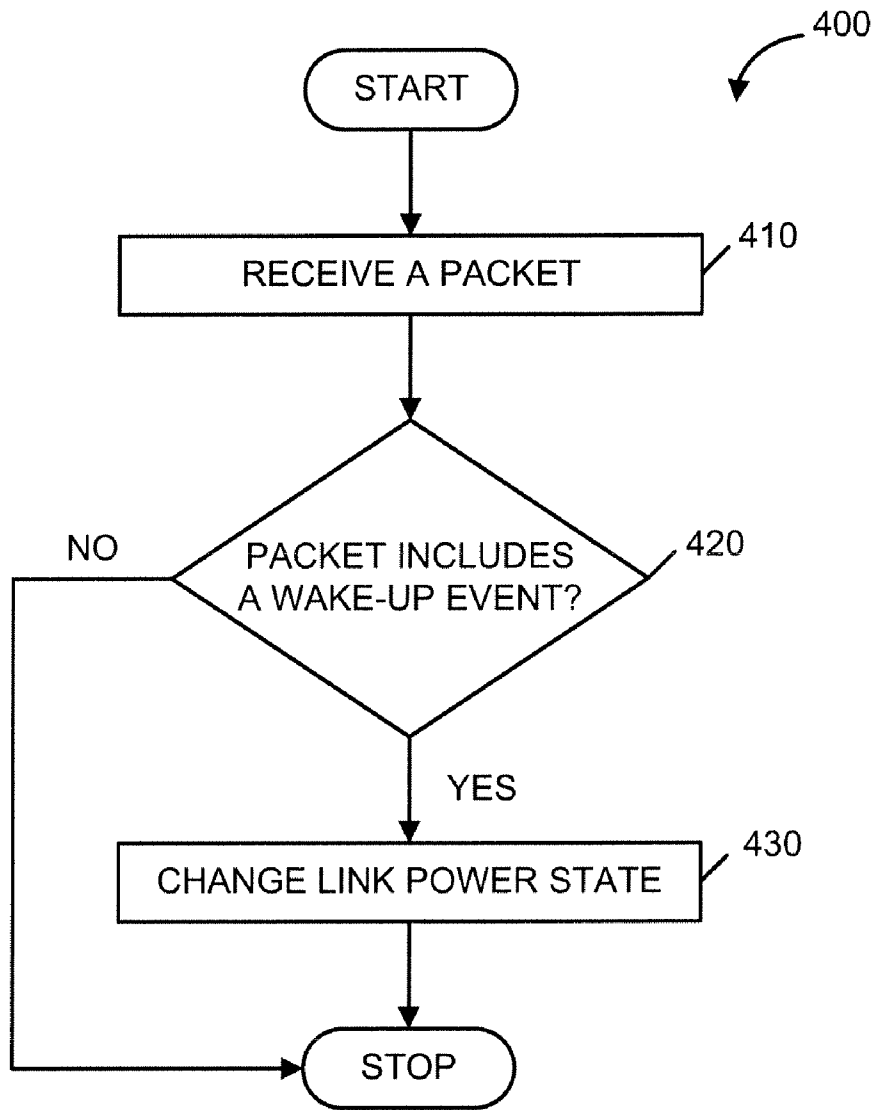 400
START
410
RECEIVE A PACKET
NO
PACKET INCLUDES
A WAKE-UP EVENT?
420
YES
430
CHANGE LINK POWER STATE
STOP